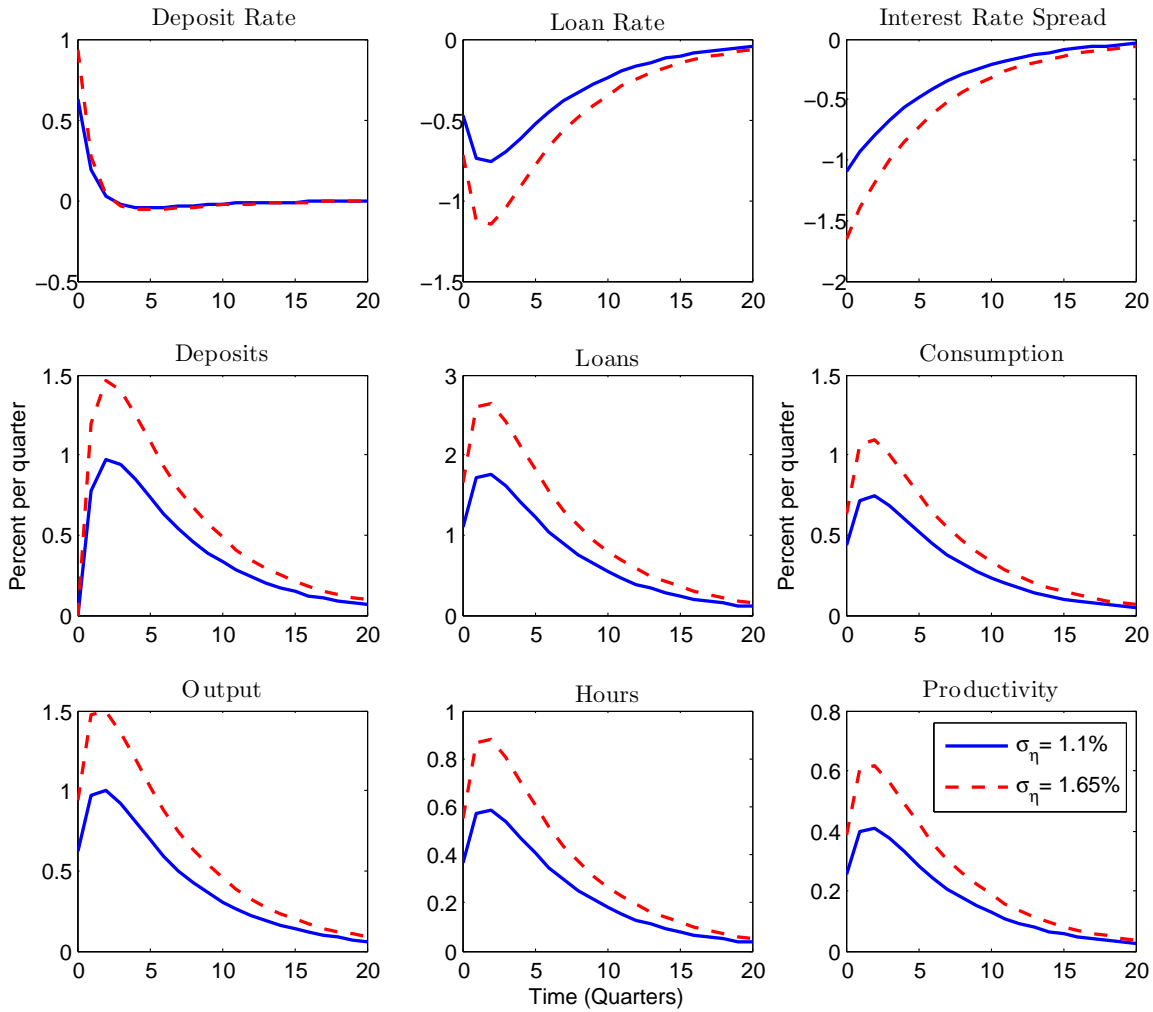 Deposit Rate
1
0.5
0
−0.5
0 5 10 15 20
Loan Rate
0
−0.5
−1
−1.5
0 5 10 15 20
Interest Rate Spread
0
−0.5
−1
−1.5
−2
0 5 10 15 20
Deposits
Percent per quarter
1.5
1
0.5
0
0 5 10 15 20
Loans
3
2
1
0
0 5 10 15 20
Consumption
Percent per quarter
1.5
1
0.5
0
0 5 10 15 20
Output
1.5
1
0.5
0
0 5 10 15 20
Hours
1
0.8
0.6
0.4
0.2
0
0 5 10 15 20
Time (Quarters)
Productivity
0.8
0.6
0.4
0.2
0
0 5 10 15 20
σ_η= 1.1%
σ_η= 1.65%